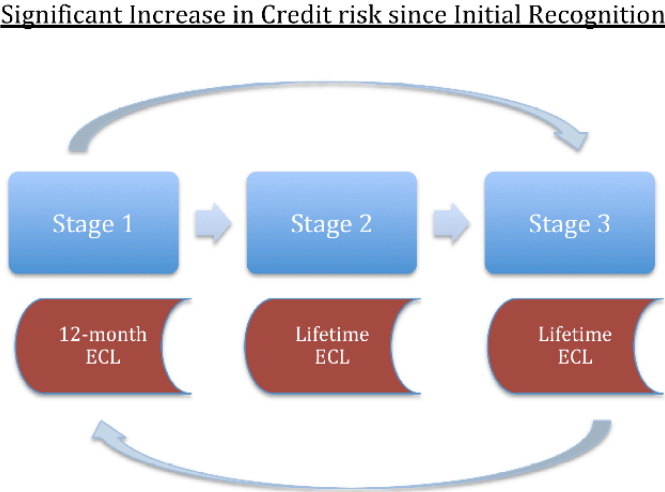 Significant Increase in Credit risk since Initial Recognition
Stage 1
Stage 2
Stage 3
12-month
ECL
Lifetime
ECL
Lifetime
ECL